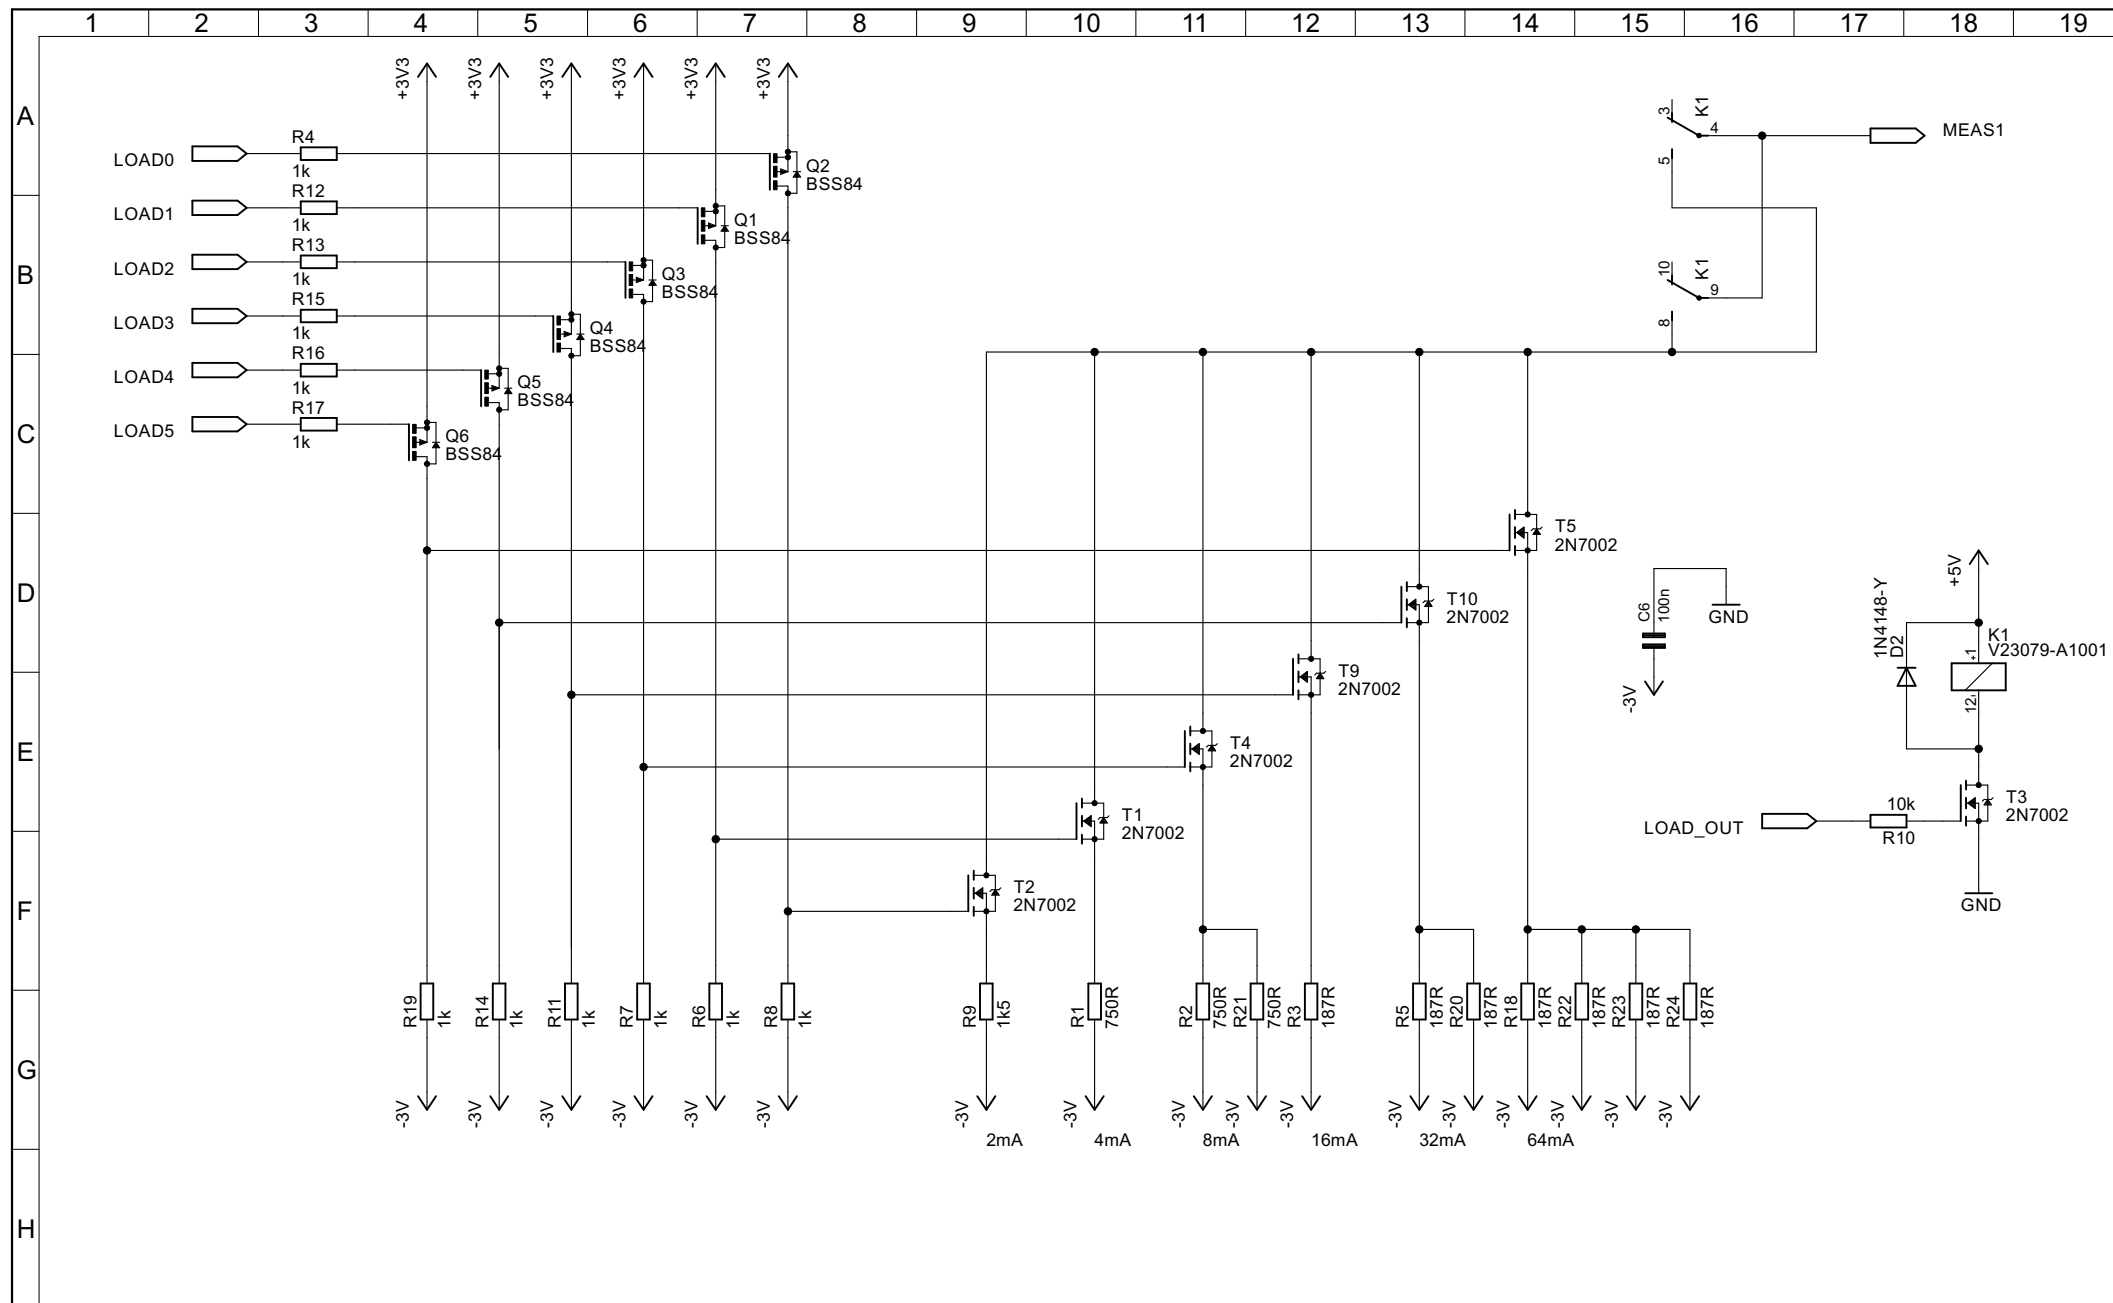 1 2 3 4 5 6 7 8 9 10 11 12 13 14 15 16 17 18 19
A
B
C
D
E
F
G
H
+3V3 +3V3 +3V3 +3V3 +3V3 +3V3
LOAD0
R4
1k
LOAD1
R12
1k
LOAD2
R13
1k
LOAD3
R15
1k
LOAD4
R16
1k
LOAD5
R17
1k
Q2
BSS84
Q1
BSS84
Q3
BSS84
Q4
BSS84
Q5
BSS84
Q6
BSS84
3
K1
4
5
MEAS1
10
K1
9
8
T5
2N7002
T10
2N7002
T9
2N7002
T4
2N7002
T1
2N7002
T2
2N7002
C6
100n
GND
-3V
+5V
1N4148-Y
D2
K1
V23079-A1001
+1
12-
T3
2N7002
LOAD_OUT
10k
R10
GND
R19
1k
R14
1k
R11
1k
R7
1k
R6
1k
R8
1k
R9
1k5
R1
750R
R2
750R
R21
750R
R3
187R
R5
187R
R20
187R
R18
187R
R22
187R
R23
187R
R24
187R
-3V -3V -3V -3V -3V -3V -3V -3V -3V -3V -3V -3V -3V -3V -3V -3V -3V
2mA 4mA 8mA 16mA 32mA 64mA